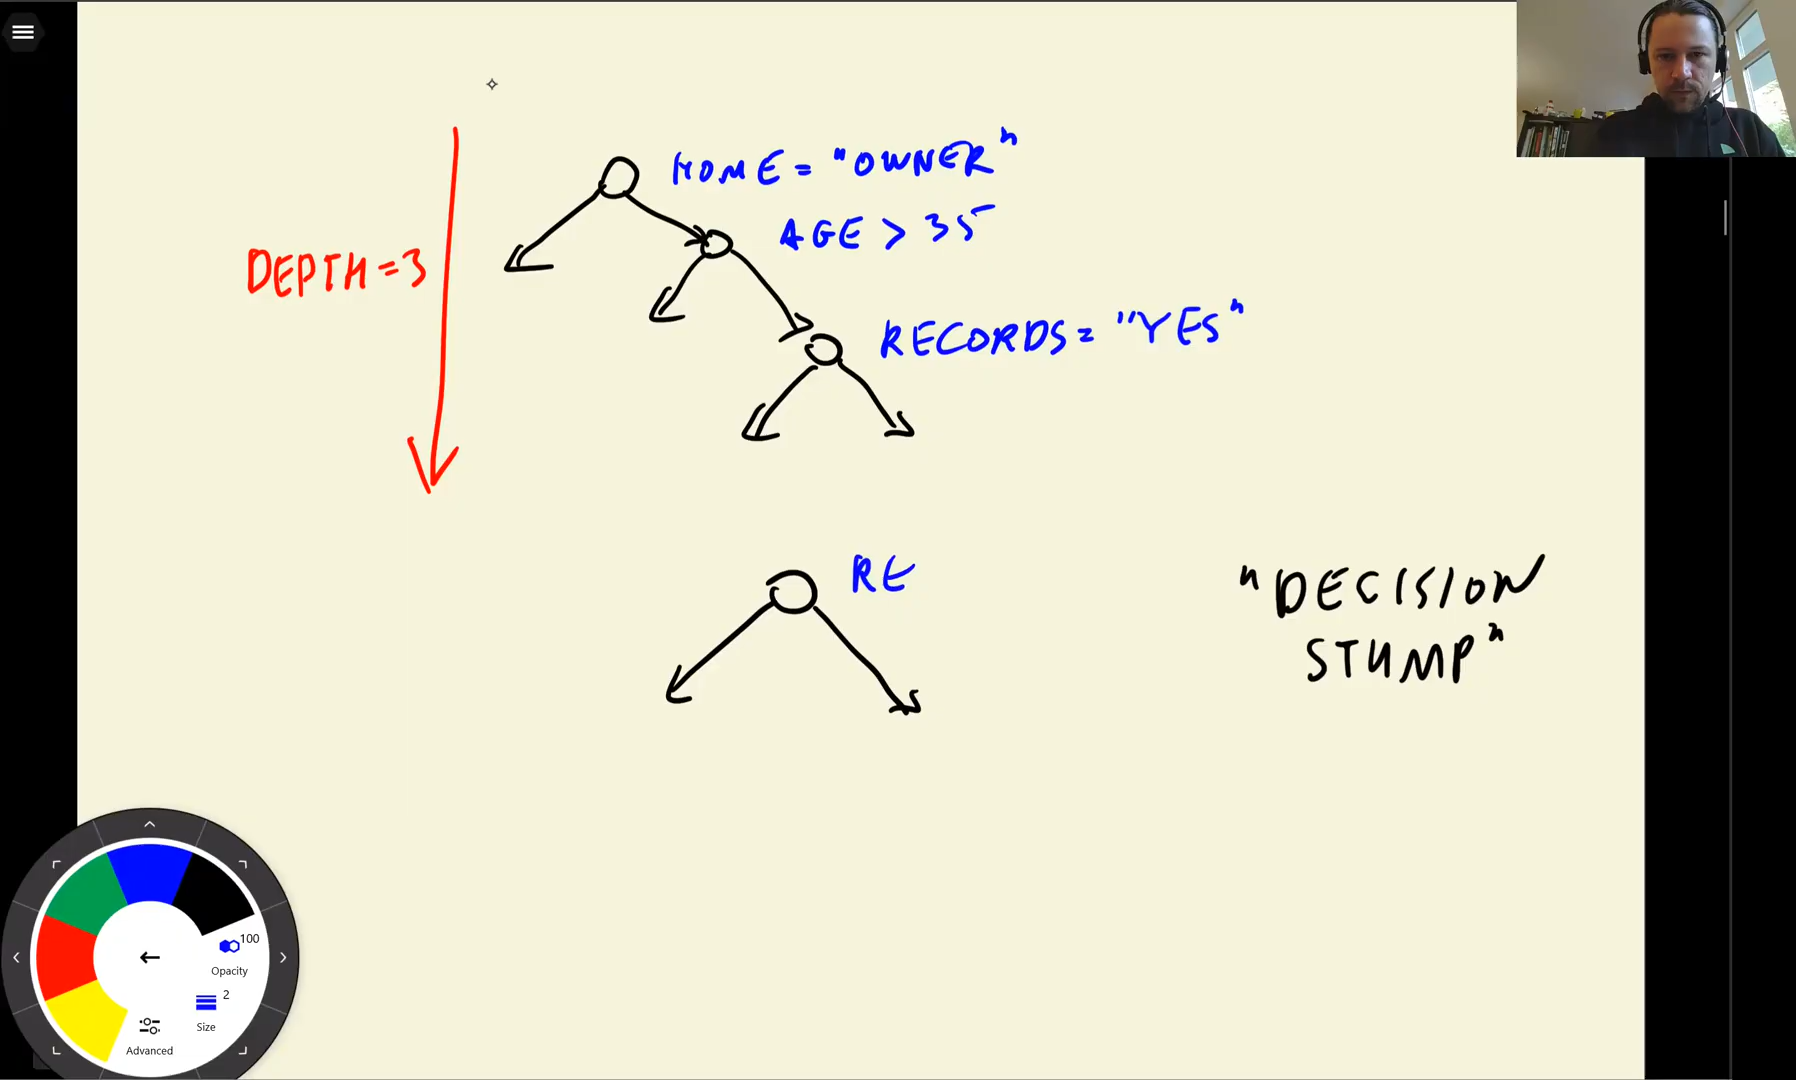 HOME = "OWNER"
AGE > 35
DEPTH = 3
RECORDS = "YES"
RE
"DECISION
STUMP"
100
Opacity
2
Size
Advanced